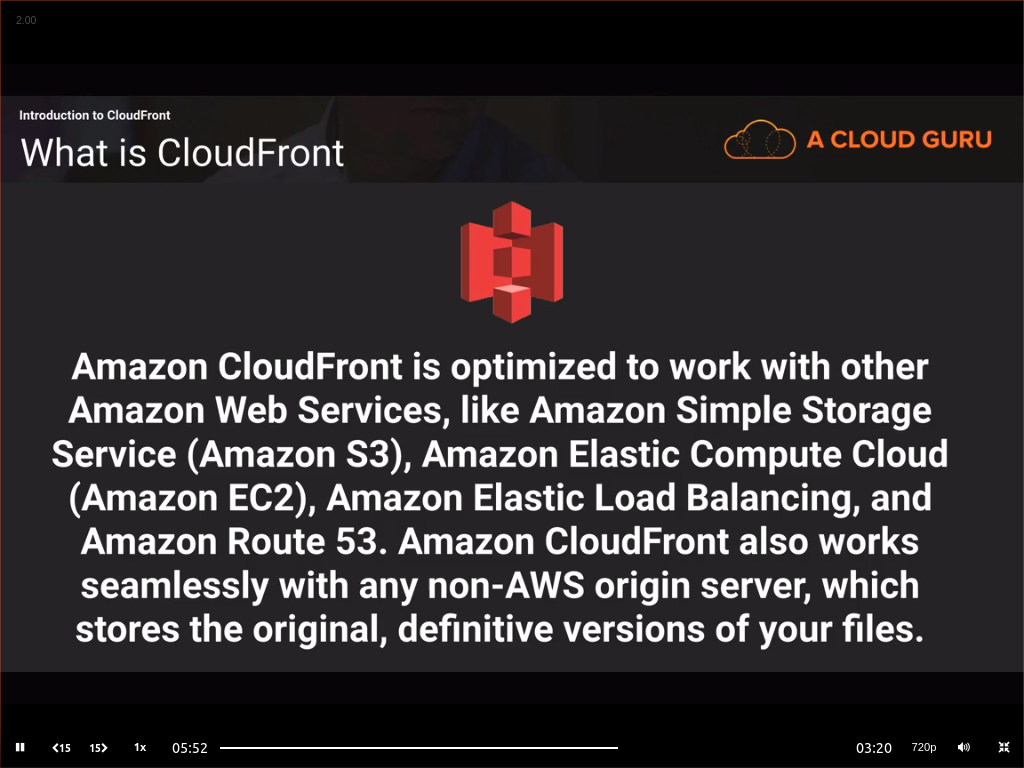 2.00
Introduction to CloudFront
What is CloudFront
A CLOUD GURU
Amazon CloudFront is optimized to work with other
Amazon Web Services, like Amazon Simple Storage
Service (Amazon S3), Amazon Elastic Compute Cloud
(Amazon EC2), Amazon Elastic Load Balancing, and
Amazon Route 53. Amazon CloudFront also works
seamlessly with any non-AWS origin server, which
stores the original, definitive versions of your files.
15 15 1x 05:52 03:20 720p